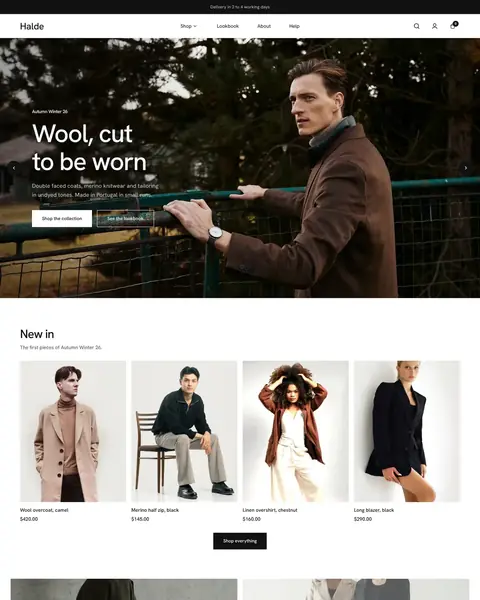 Delivery in 2 to 4 working days
Halde
Shop
Lookbook
About
Help
0
Autumn Winter 26
Wool, cut
to be worn
Double faced coats, merino knitwear and tailoring
in undyed tones. Made in Portugal in small runs.
Shop the collection
See the lookbook
New in
The first pieces of Autumn Winter 26.
Wool overcoat, camel
$420.00
Merino half zip, black
$145.00
Linen overshirt, chestnut
$160.00
Long blazer, black
$290.00
Shop everything